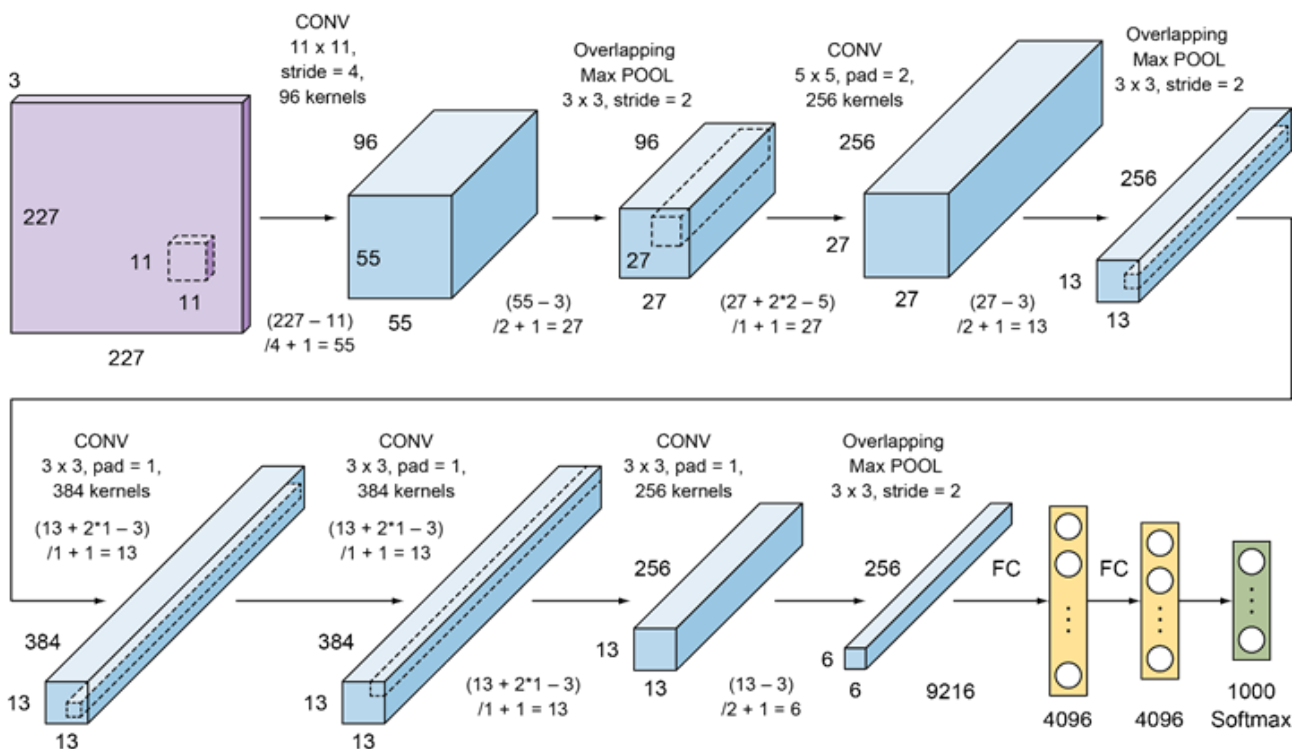 3
227
11
11
227
CONV
11 x 11,
stride = 4,
96 kernels
(227 – 11)
/4 + 1 = 55
96
55
55
Overlapping
Max POOL
3 x 3, stride = 2
(55 – 3)
/2 + 1 = 27
96
27
27
(27 + 2*2 – 5)
/1 + 1 = 27
CONV
5 x 5, pad = 2,
256 kernels
256
27
27
(27 – 3)
/2 + 1 = 13
Overlapping
Max POOL
3 x 3, stride = 2
256
13
13
CONV
3 x 3, pad = 1,
384 kernels
(13 + 2*1 – 3)
/1 + 1 = 13
384
13
13
CONV
3 x 3, pad = 1,
384 kernels
(13 + 2*1 – 3)
/1 + 1 = 13
384
13
13
(13 + 2*1 – 3)
/1 + 1 = 13
CONV
3 x 3, pad = 1,
256 kernels
256
13
13
(13 – 3)
/2 + 1 = 6
Overlapping
Max POOL
3 x 3, stride = 2
256
6
6
9216
FC
4096
FC
4096
1000
Softmax